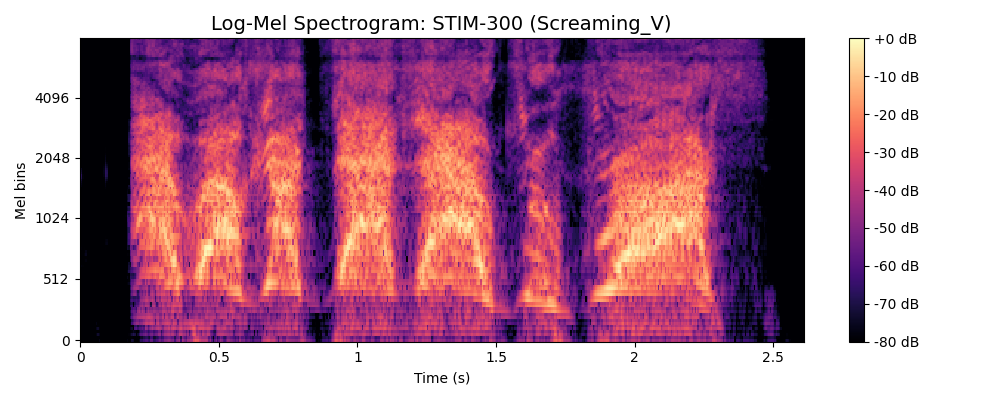 Log-Mel Spectrogram: STIM-300 (Screaming_V)
Mel bins
4096
2048
1024
512
0
0
0.5
1
1.5
2
2.5
Time (s)
+0 dB
-10 dB
-20 dB
-30 dB
-40 dB
-50 dB
-60 dB
-70 dB
-80 dB